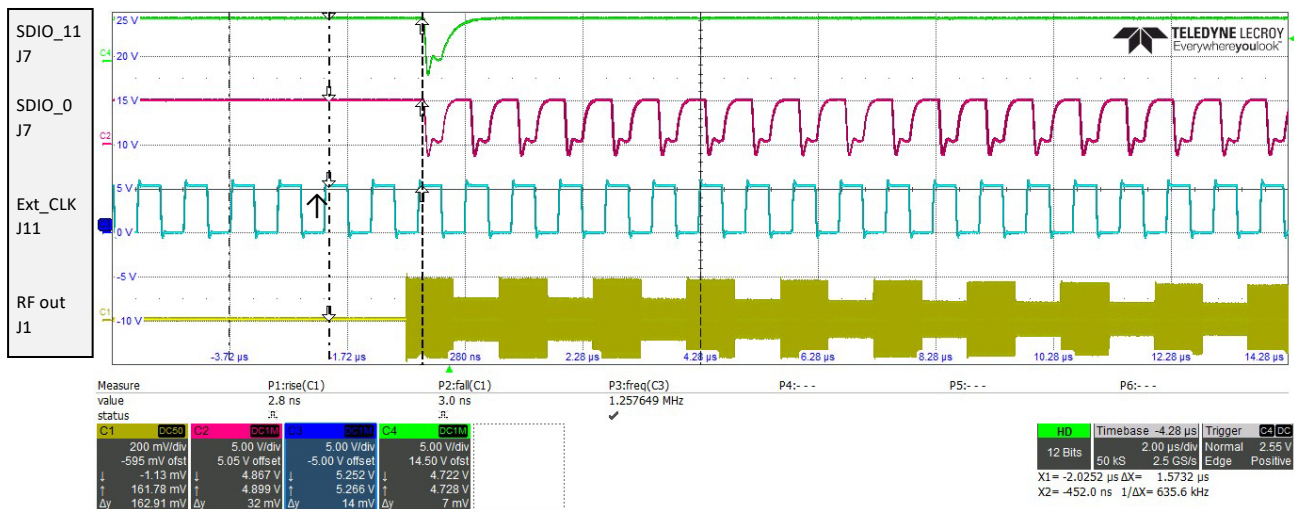 SDIO_11
J7
SDIO_0
J7
Ext_CLK
J11
RF out
J1
25 V
C4
20 V
15 V
C2
10 V
5 V
0 V
-5 V
C1
-10 V
TELEDYNE LECROY
Everywhereyoulook™
-3.72 µs
-1.72 µs
280 ns
2.28 µs
4.28 µs
6.28 µs
8.28 µs
10.28 µs
12.28 µs
14.28 µs
Measure P1:rise(C1) P2:fall(C1) P3:freq(C3) P4:- - - P5:- - - P6:- - -
value 2.8 ns 3.0 ns 1.257649 MHz
status
C1 DC50 C2 DC1M C3 DC1M C4 DC1M
200 mV/div 5.00 V/div 5.00 V/div 5.00 V/div
-595 mV ofst 5.05 V offset -5.00 V offset 14.50 V ofst
↓ -1.13 mV ↓ 4.867 V ↓ 5.252 V ↓ 4.722 V
↑ 161.78 mV ↑ 4.899 V ↑ 5.266 V ↑ 4.728 V
Δy 162.91 mV Δy 32 mV Δy 14 mV Δy 7 mV
HD Timebase -4.28 µs Trigger C4 DC
12 Bits 2.00 µs/div Normal 2.55 V
50 kS 2.5 GS/s Edge Positive
X1= -2.0252 µs ΔX= 1.5732 µs
X2= -452.0 ns 1/ΔX= 635.6 kHz